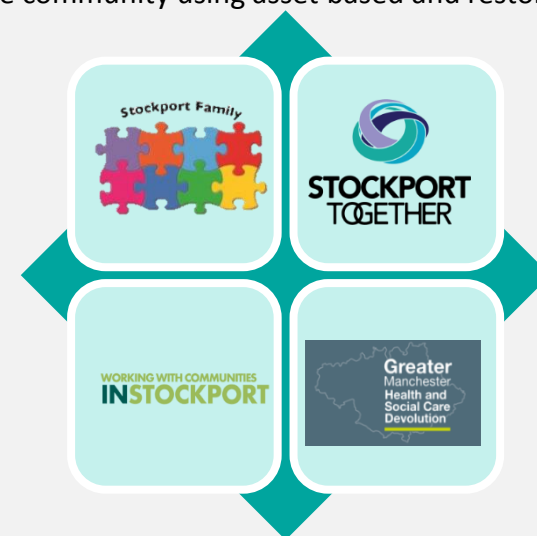 community using asset based and
Stockport Family
STOCKPORT
TOGETHER
WORKING WITH COMMUNITIES
INSTOCKPORT
Greater
Manchester
Health and
Social Care
Devolution